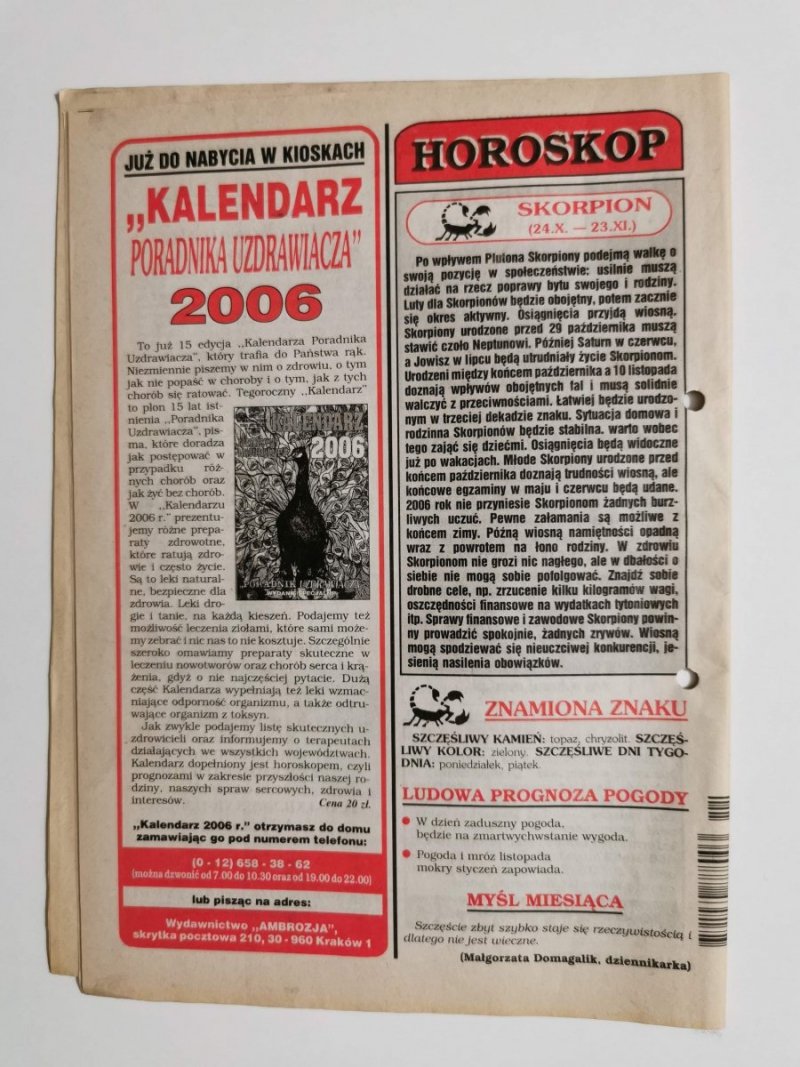 JUŻ DO NABYCIA W KIOSKACH
„KALENDARZ
PORADNIKA UZDRAWIACZA"
2006
To już 15 edycja ,,Kalendarza Poradnika
Uzdrawiacza", który trafia do Państwa rąk.
Niezmiennie piszemy w nim o zdrowiu, o tym
jak nie popaść w choroby i o tym, jak z tych
chorób się ratować. Tegoroczny ,,Kalendarz"
to plon 15 lat ist-
nienia ,,Poradnika
Uzdrawiacza", pis-
ma, które doradza
jak postępować w
przypadku róż-
nych chorób oraz
jak żyć bez chorób.
W ,,Kalendarzu
2006 r." prezentu-
jemy różne prepa-
raty zdrowotne,
które ratują zdro-
wie i często życie.
Są to leki natural-
ne, bezpieczne dla
zdrowia. Leki dro-
gie i tanie, na każdą kieszeń. Podajemy też
możliwość leczenia ziołami, które sami może-
my zebrać i nic nas to nie kosztuje. Szczególnie
szeroko omawiamy preparaty skuteczne w
leczeniu nowotworów oraz chorób serca i krą-
żenia, gdyż o nie najczęściej pytacie. Dużą
część Kalendarza wypełniają też leki wzmac-
niające odporność organizmu, a także odtru-
wające organizm z toksyn.
Jak zwykle podajemy listę skutecznych u-
zdrowicieli oraz informujemy o terapeutach
działających we wszystkich województwach.
Kalendarz dopełniony jest horoskopem, czyli
prognozami w zakresie przyszłości naszej ro-
dziny, naszych spraw sercowych, zdrowia i
interesów. Cena 20 zł.
KALENDARZ
2006
PORADNIK UZDRAWIACZA
WYDANIE SPECJALNE
,,Kalendarz 2006 r." otrzymasz do domu
zamawiając go pod numerem telefonu:
(0 - 12) 658 - 38 - 62
(można dzwonić od 7.00 do 10.30 oraz od 19.00 do 22.00)
lub pisząc na adres:
Wydawnictwo ,,AMBROZJA",
skrytka pocztowa 210, 30 - 960 Kraków 1
HOROSKOP
SKORPION
(24.X. — 23.XI.)
Po wpływem Plutona Skorpiony podejmą walkę o
swoją pozycję w społeczeństwie: usilnie muszą
działać na rzecz poprawy bytu swojego i rodziny.
Luty dla Skorpionów będzie obojętny, potem zacznie
się okres aktywny. Osiągnięcia przyjdą wiosną.
Skorpiony urodzone przed 29 października muszą
stawić czoło Neptunowi. Później Saturn w czerwcu,
a Jowisz w lipcu będą utrudniały życie Skorpionom.
Urodzeni między końcem października a 10 listopada
doznają wpływów obojętnych fal i muszą solidnie
walczyć z przeciwnościami. Łatwiej będzie urodzo-
nym w trzeciej dekadzie znaku. Sytuacja domowa i
rodzinna Skorpionów będzie stabilna. warto wobec
tego zająć się dziećmi. Osiągnięcia będą widoczne
już po wakacjach. Młode Skorpiony urodzone przed
końcem października doznają trudności wiosną, ale
końcowe egzaminy w maju i czerwcu będą udane.
2006 rok nie przyniesie Skorpionom żadnych burz-
liwych uczuć. Pewne załamania są możliwe z
końcem zimy. Późną wiosną namiętności opadną
wraz z powrotem na łono rodziny. W zdrowiu
Skorpionom nie grozi nic nagłego, ale w dbałości o
siebie nie mogą sobie pofolgować. Znajdź sobie
drobne cele, np. zrzucenie kilku kilogramów wagi,
oszczędności finansowe na wydatkach tytoniowych
itp. Sprawy finansowe i zawodowe Skorpiony powin-
ny prowadzić spokojnie, żadnych zrywów. Wiosną
mogą spodziewać się nieuczciwej konkurencji, je-
sienią nasilenia obowiązków.
ZNAMIONA ZNAKU
SZCZĘŚLIWY KAMIEŃ: topaz, chryzolit. SZCZĘŚ-
LIWY KOLOR: zielony. SZCZĘŚLIWE DNI TYGO-
DNIA: poniedziałek, piątek.
LUDOWA PROGNOZA POGODY
• W dzień zaduszny pogoda,
będzie na zmartwychwstanie wygoda.
• Pogoda i mróz listopada
mokry styczeń zapowiada.
MYŚL MIESIĄCA
Szczęście zbyt szybko staje się rzeczywistością i
dlatego nie jest wieczne.
(Małgorzata Domagalik, dziennikarka)